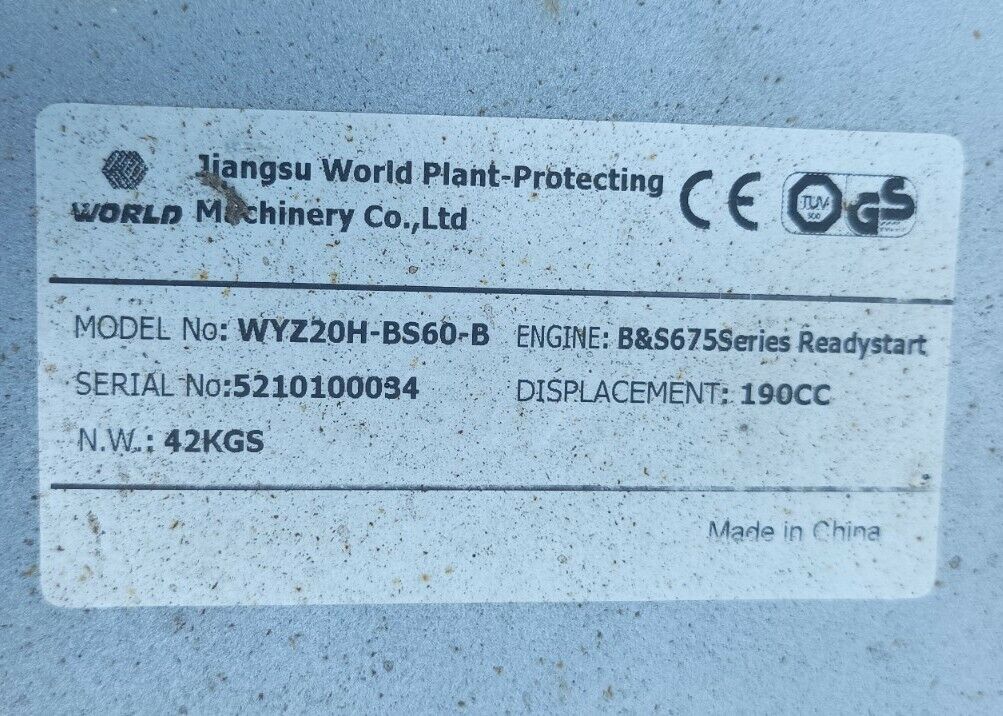 Jiangsu World Plant-Protecting
WORLD Machinery Co.,Ltd
CE TUV GS
MODEL No: WYZ20H-BS60-B ENGINE: B&S675Series Readystart
SERIAL No:5210100034 DISPLACEMENT: 190CC
N.W.: 42KGS
Made in China